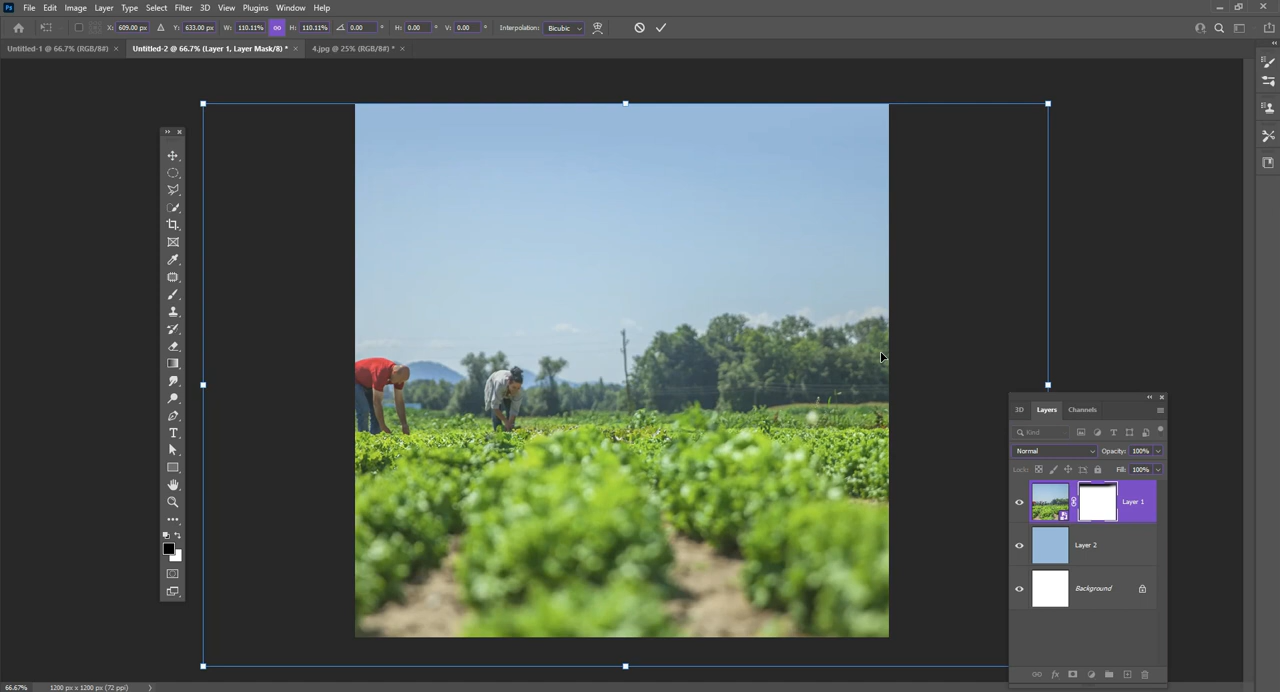 Ps File Edit Image Layer Type Select Filter 3D View Plugins Window Help
X: 609.00 px Y: 633.00 px W: 110.11% H: 110.11% 0.00 ° H: 0.00 ° V: 0.00 ° Interpolation: Bicubic
Untitled-1 @ 66.7% (RGB/8#) × Untitled-2 @ 66.7% (Layer 1, Layer Mask/8) * × 4.jpg @ 25% (RGB/8#) * ×
3D Layers Channels
Kind
Normal Opacity: 100%
Lock: Fill: 100%
Layer 1
Layer 2
Background
fx
66.67% 1200 px x 1200 px (72 ppi)